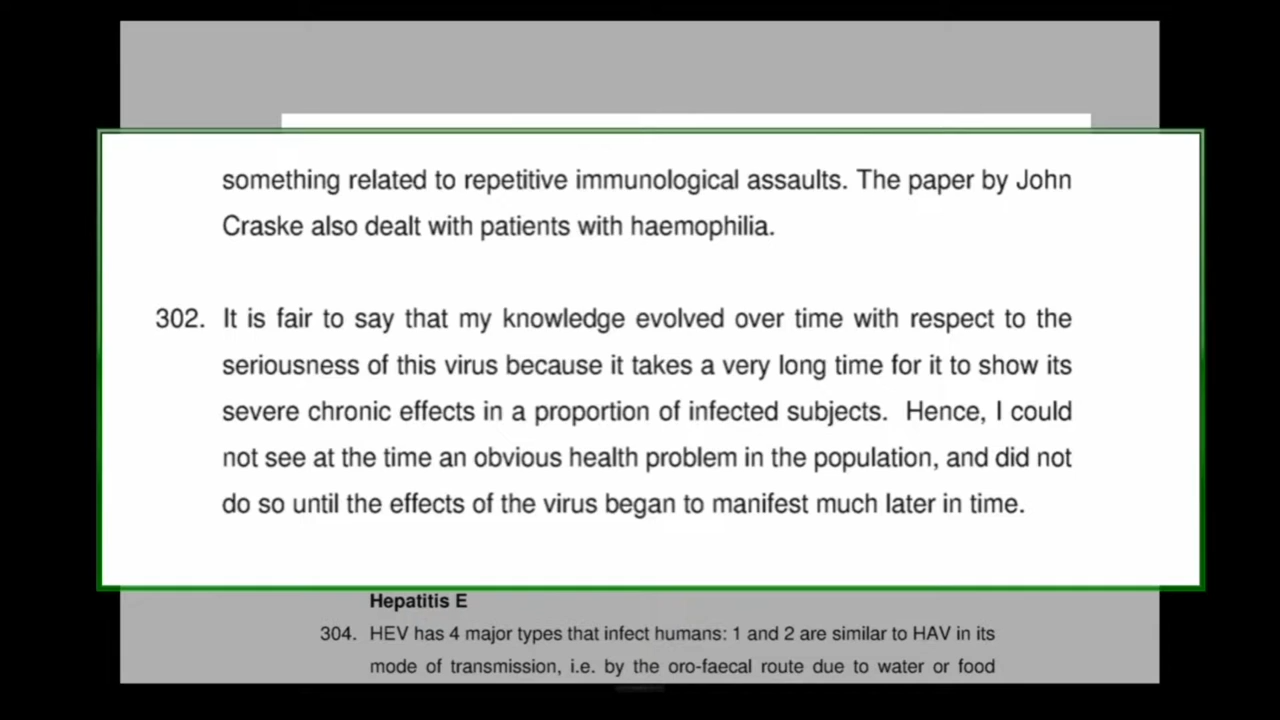 something related to repetitive immunological assaults. The paper by John
Craske also dealt with patients with haemophilia.
302. It is fair to say that my knowledge evolved over time with respect to the
seriousness of this virus because it takes a very long time for it to show its
severe chronic effects in a proportion of infected subjects. Hence, I could
not see at the time an obvious health problem in the population, and did not
do so until the effects of the virus began to manifest much later in time.
Hepatitis E
304. HEV has 4 major types that infect humans: 1 and 2 are similar to HAV in its
mode of transmission, i.e. by the oro-faecal route due to water or food